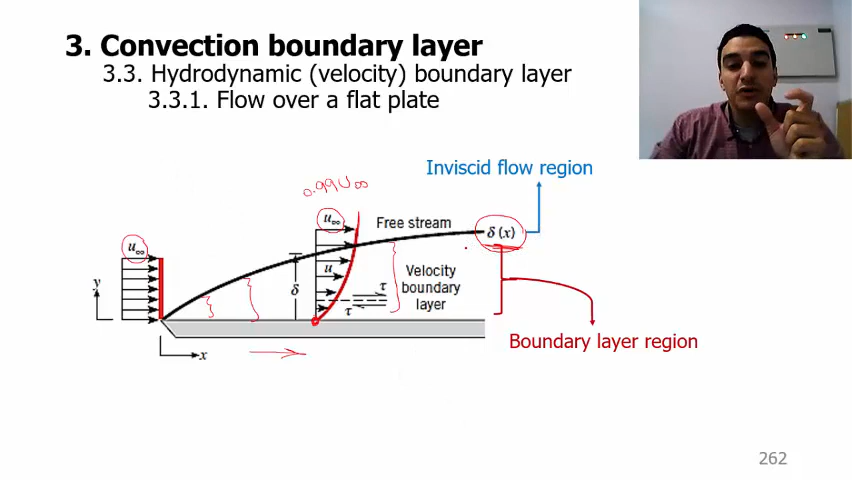 3. Convection boundary layer
3.3. Hydrodynamic (velocity) boundary layer
3.3.1. Flow over a flat plate
Inviscid flow region
0.99U∞
u∞
Free stream
δ(x)
u∞
u
Velocity
boundary
layer
δ
τ
τ
y
x
Boundary layer region
262